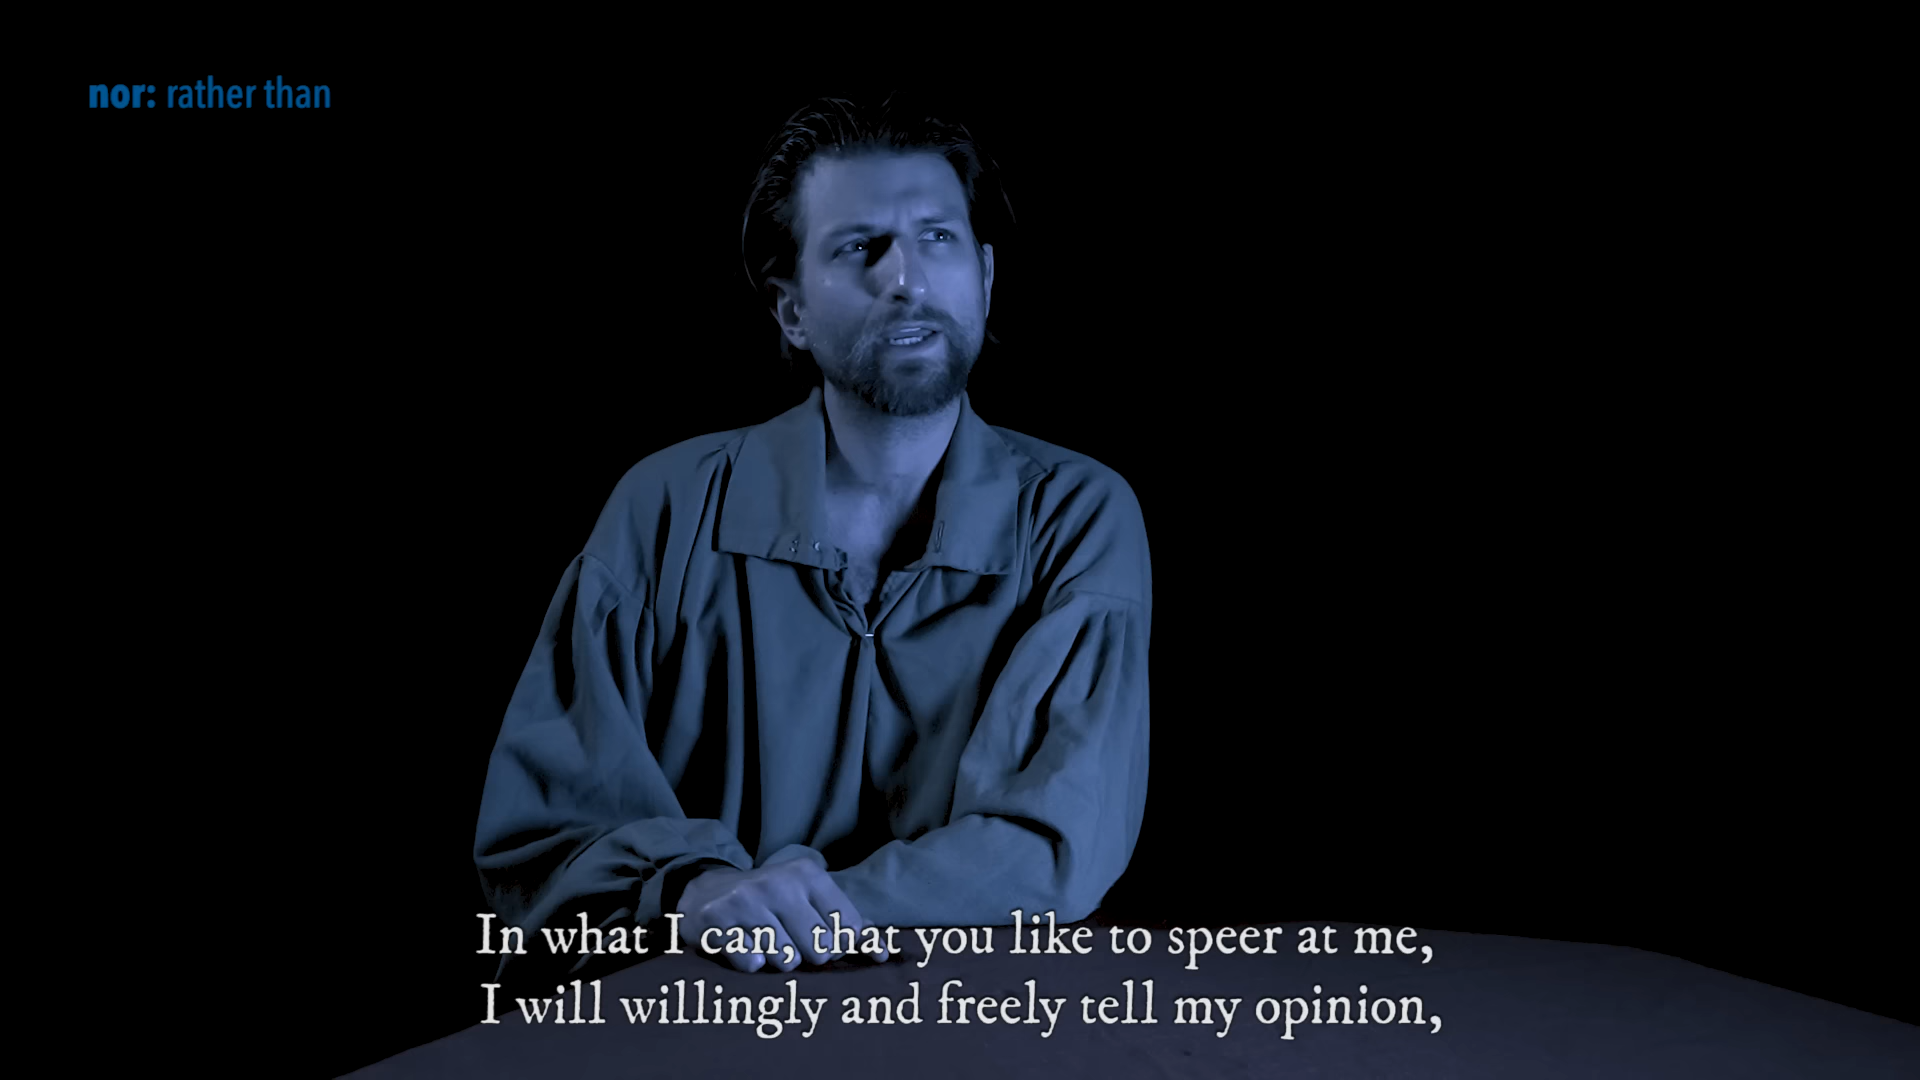 nor: rather than
In what I can, that you like to speer at me,
I will willingly and freely tell my opinion,